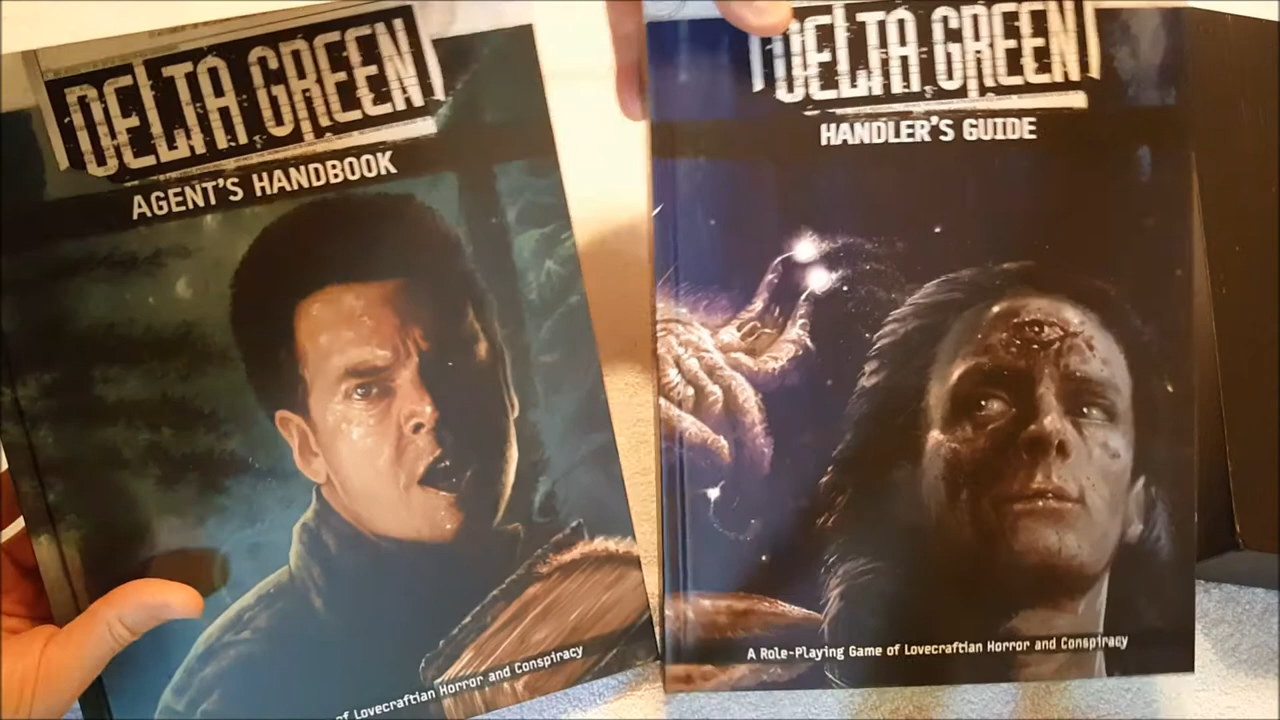 DELTA GREEN
AGENT'S HANDBOOK
of Lovecraftian Horror and Conspiracy
DELTA GREEN
HANDLER'S GUIDE
A Role-Playing Game of Lovecraftian Horror and Conspiracy